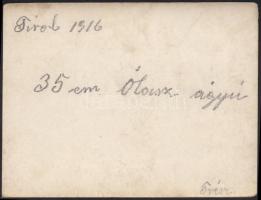 Tirol 1916
35 cm Olasz ágyú